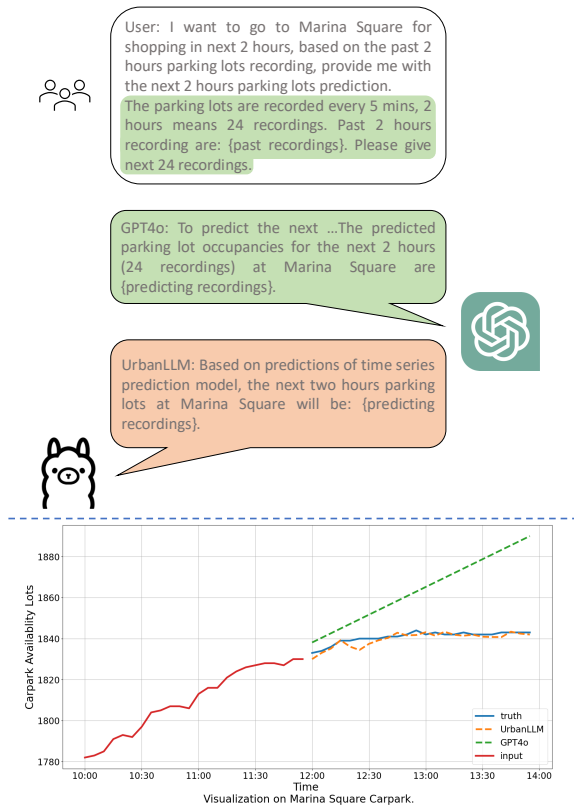 User: I want to go to Marina Square for
shopping in next 2 hours, based on the past 2
hours parking lots recording, provide me with
the next 2 hours parking lots prediction.
The parking lots are recorded every 5 mins, 2
hours means 24 recordings. Past 2 hours
recording are: {past recordings}. Please give
next 24 recordings.
GPT4o: To predict the next ...The predicted
parking lot occupancies for the next 2 hours
(24 recordings) at Marina Square are
{predicting recordings}.
UrbanLLM: Based on predictions of time series
prediction model, the next two hours parking
lots at Marina Square will be: {predicting
recordings}.
Carpark Availability Lots
1880
1860
1840
1820
1800
1780
truth
UrbanLLM
GPT4o
input
10:00 10:30 11:00 11:30 12:00 12:30 13:00 13:30 14:00
Time
Visualization on Marina Square Carpark.